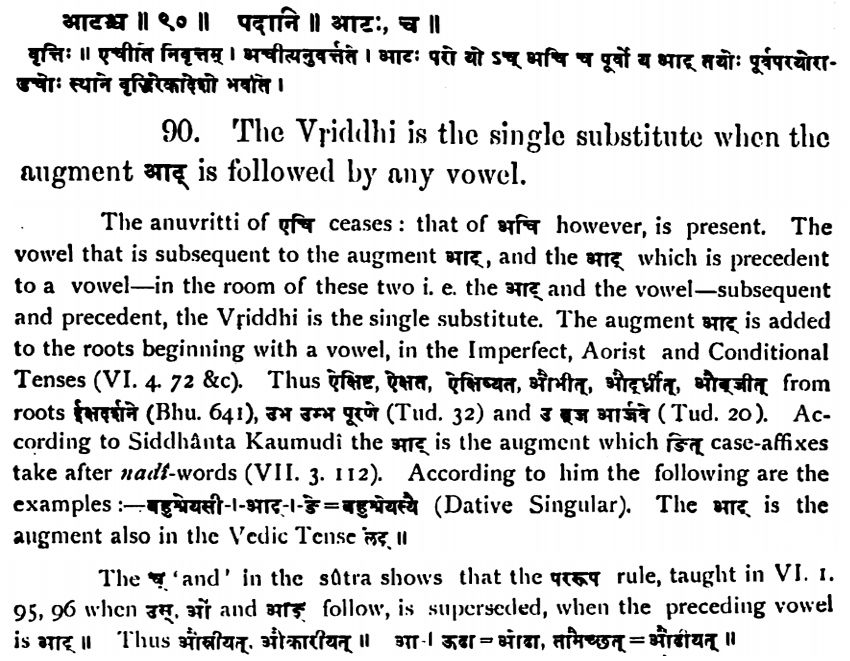 आटश्च ॥ ९० ॥ पदानि ॥ आटः, च ॥
वृत्तिः ॥ एचीति निवृत्तम् । अचीत्यनुवर्त्तते । आटः परो यो ऽच् अचि च पूर्वो य आट् तयोः पूर्वपरयोरा-
डचोः स्थाने वृद्धिरेकादेशो भवति ।
90. The Vṛiddhi is the single substitute when the
augment आट् is followed by any vowel.
The anuvritti of एचि ceases: that of अचि however, is present. The
vowel that is subsequent to the augment आट्, and the आट् which is precedent
to a vowel—in the room of these two i. e. the आट् and the vowel—subsequent
and precedent, the Vṛiddhi is the single substitute. The augment आट् is added
to the roots beginning with a vowel, in the Imperfect, Aorist and Conditional
Tenses (VI. 4. 72 &c). Thus ऐक्षिष्ट, ऐक्षत, ऐक्षिष्यत, औभीत्, औब्जीत् from
roots ईक्षदर्शने (Bhu. 641), उभ उम्भ पूरणे (Tud. 32) and उ ब्ज आर्जवे (Tud. 20). Ac-
cording to Siddhânta Kaumudî the आट् is the augment which ङित् case-affixes
take after nadî-words (VII. 3. 112). According to him the following are the
examples :—बहुश्रेयसी+आट्+ङे=बहुश्रेयस्यै (Dative Singular). The आट् is the
augment also in the Vedic Tense लेट् ॥
The च 'and' in the sûtra shows that the पररूप rule, taught in VI. 1.
95, 96 when उस्, ओं and आङ् follow, is superseded, when the preceding vowel
is आट् ॥ Thus औस्रीयत्, औंकारीयत् ॥ आ + ऊढा = ओढा, तामैच्छत् = औढीयत् ॥